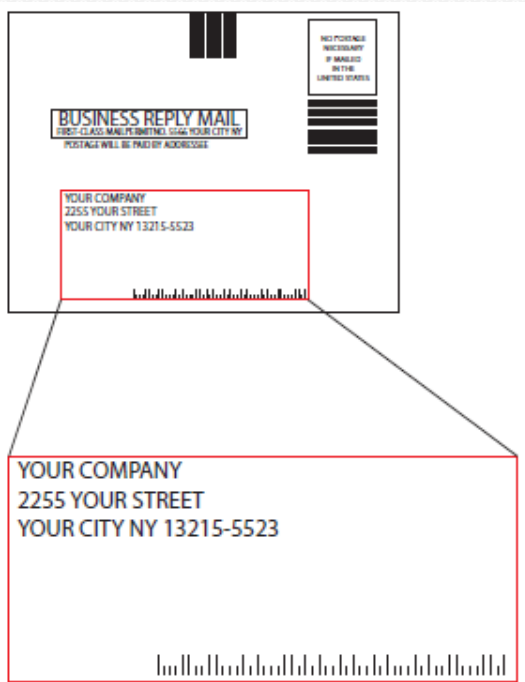 NO POSTAGE
NECESSARY
IF MAILED
IN THE
UNITED STATES
BUSINESS REPLY MAIL
FIRST-CLASS MAIL PERMIT NO. 5566 YOUR CITY NY
POSTAGE WILL BE PAID BY ADDRESSEE
YOUR COMPANY
2255 YOUR STREET
YOUR CITY NY 13215-5523
YOUR COMPANY
2255 YOUR STREET
YOUR CITY NY 13215-5523